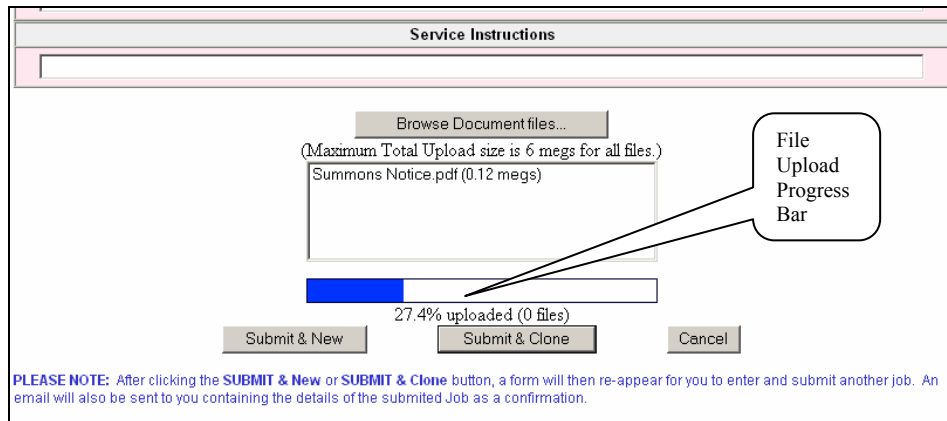 Service Instructions
Browse Document files...
(Maximum Total Upload size is 6 megs for all files.)
Summons Notice.pdf (0.12 megs)
File
Upload
Progress
Bar
27.4% uploaded (0 files)
Submit & New
Submit & Clone
Cancel
PLEASE NOTE: After clicking the SUBMIT & New or SUBMIT & Clone button, a form will then re-appear for you to enter and submit another job. An
email will also be sent to you containing the details of the submited Job as a confirmation.